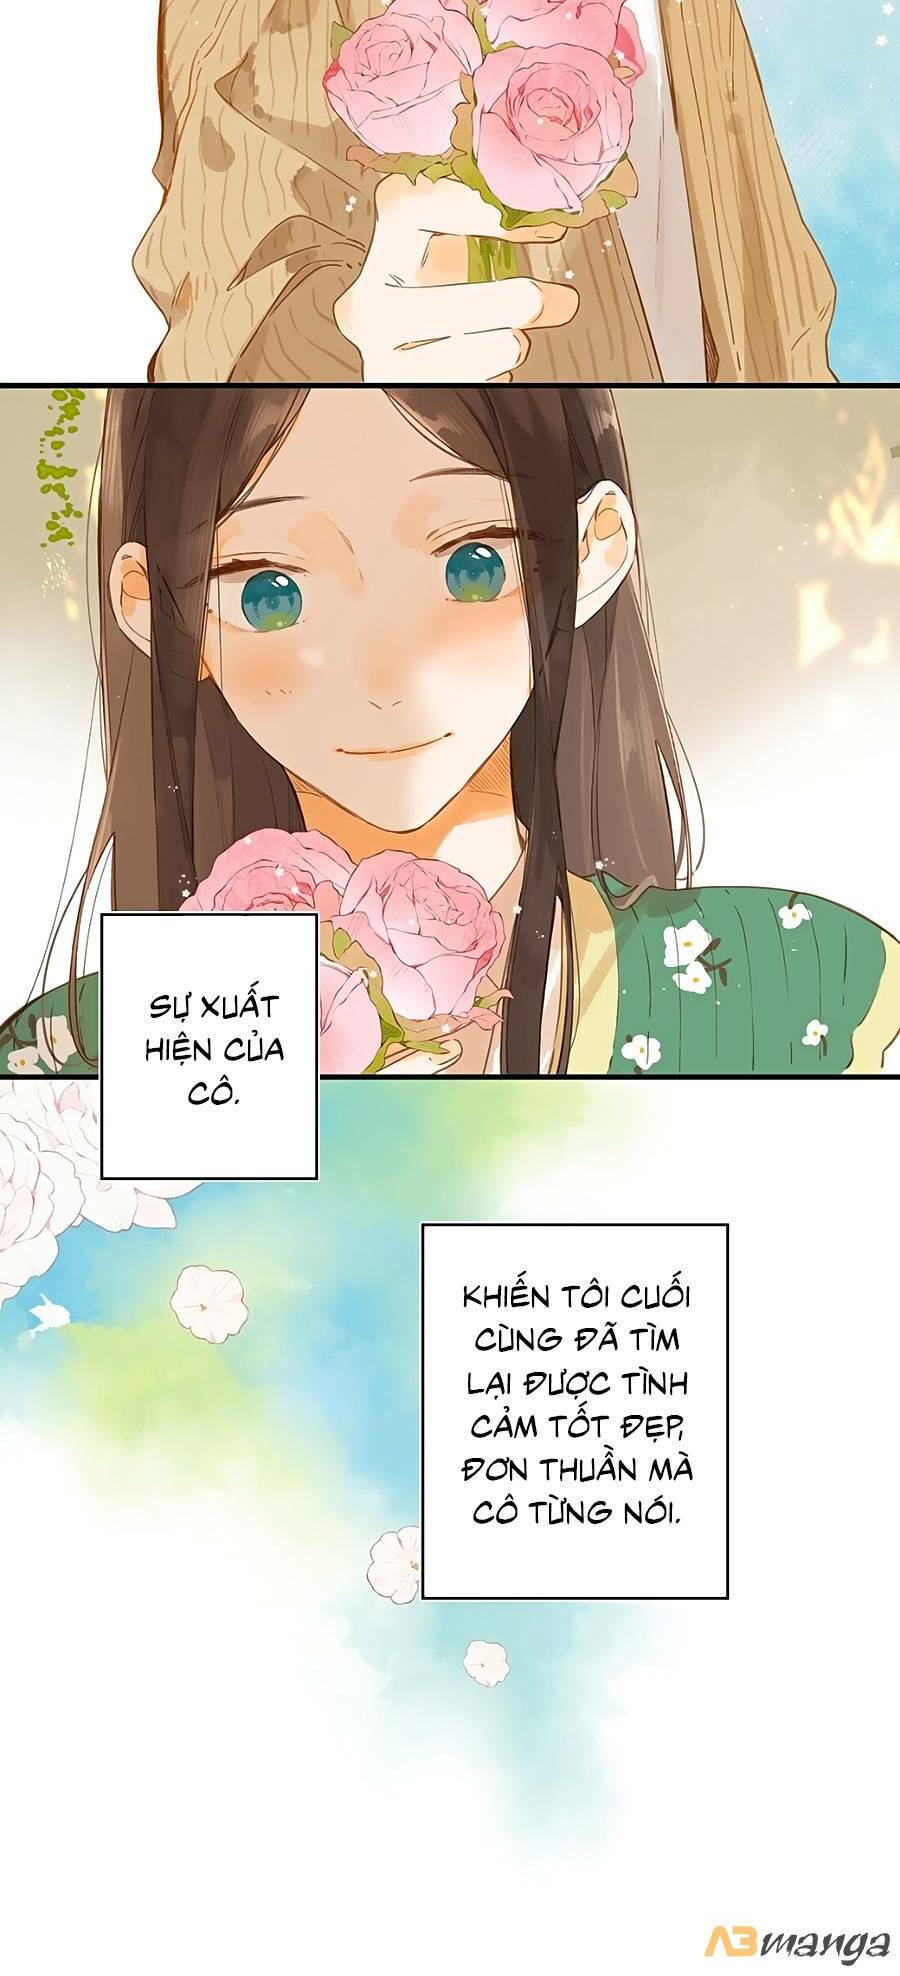 SỰ XUẤT
HIỆN CỦA
CÔ.
KHIẾN TÔI CUỐI
CÙNG ĐÃ TÌM
LẠI ĐƯỢC TÌNH
CẢM TỐT ĐẸP,
ĐƠN THUẦN MÀ
CÔ TỪNG NÓI.
A3manga